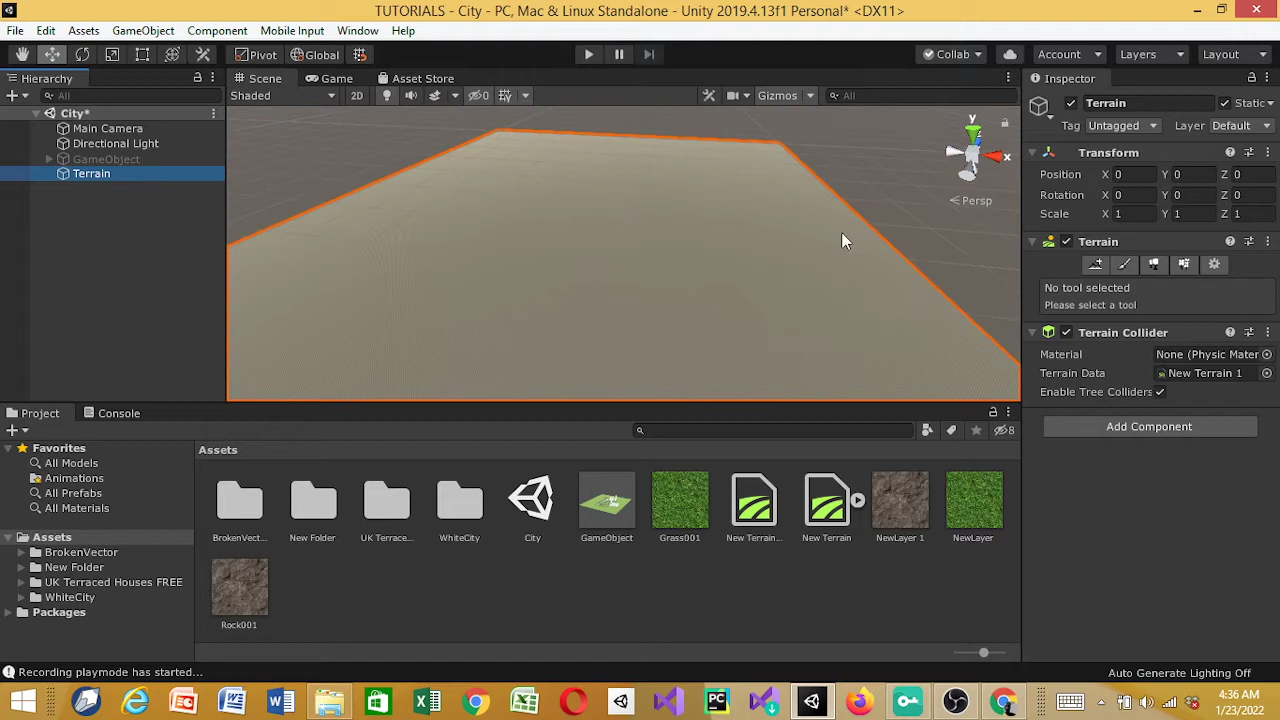 TUTORIALS - City - PC, Mac & Linux Standalone - Unity 2019.4.13f1 Personal* <DX11>
File Edit Assets GameObject Component Mobile Input Window Help
Pivot Global Collab Account Layers Layout
Hierarchy Scene Game Asset Store Inspector
All Shaded 2D 0 Gizmos All Terrain Static
City*
Main Camera
Directional Light
GameObject
Terrain
y
x
Persp
Tag Untagged Layer Default
Transform
Position X 0 Y 0 Z 0
Rotation X 0 Y 0 Z 0
Scale X 1 Y 1 Z 1
Terrain
No tool selected
Please select a tool
Terrain Collider
Material None (Physic Mater
Terrain Data New Terrain 1
Enable Tree Colliders
Add Component
Project Console
8
Favorites
All Models
Animations
All Prefabs
All Materials
Assets
BrokenVector
New Folder
UK Terraced Houses FREE
WhiteCity
Packages
Assets
BrokenVect... New Folder UK Terrace... WhiteCity City GameObject Grass001 New Terrain... New Terrain NewLayer 1 NewLayer
Rock001
Recording playmode has started...
Auto Generate Lighting Off
4:36 AM
1/23/2022